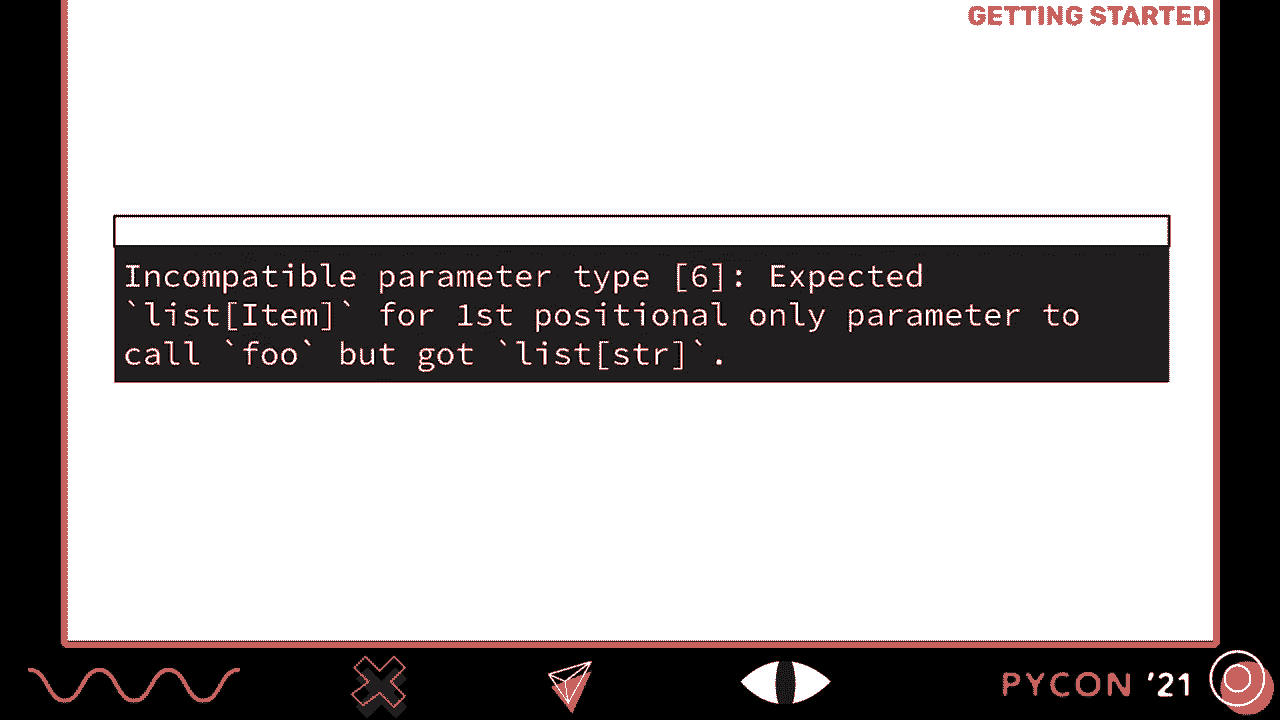 GETTING STARTED
Incompatible parameter type [6]: Expected
`list[Item]` for 1st positional only parameter to
call `foo` but got `list[str]`.
PYCON '21